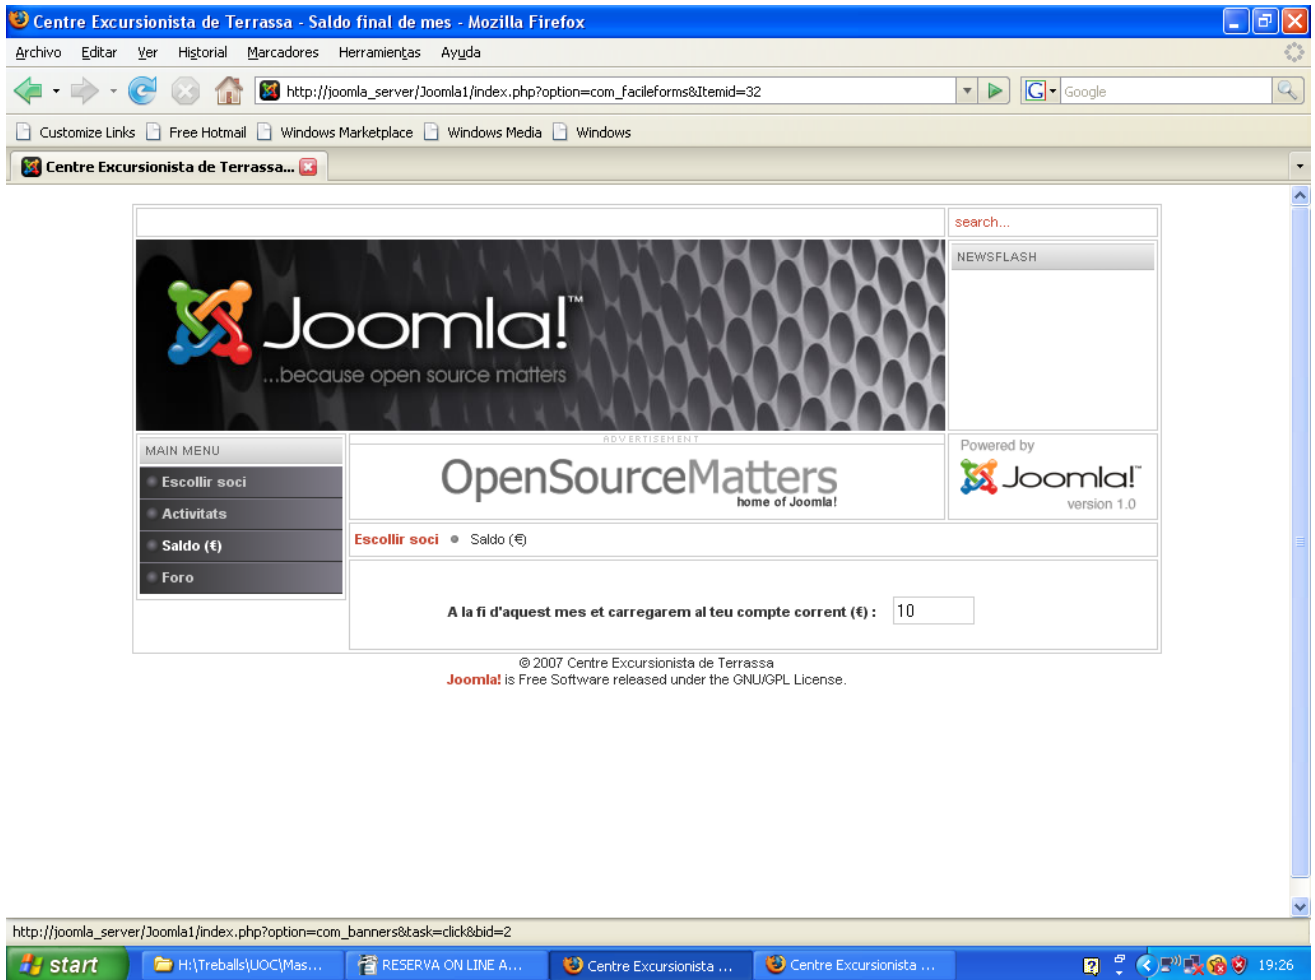 Centre Excursionista de Terrassa - Saldo final de mes - Mozilla Firefox
Archivo Editar Ver Historial Marcadores Herramientas Ayuda
http://joomla_server/Joomla1/index.php?option=com_facileforms&Itemid=32
G Google
Customize Links Free Hotmail Windows Marketplace Windows Media Windows
Centre Excursionista de Terrassa...
search...
NEWSFLASH
Joomla!™
...because open source matters
ADVERTISEMENT
MAIN MENU
Escollir soci
Activitats
Saldo (€)
Foro
OpenSourceMatters
home of Joomla!
Powered by
Joomla!™
version 1.0
Escollir soci Saldo (€)
A la fi d'aquest mes et carregarem al teu compte corrent (€) : 10
© 2007 Centre Excursionista de Terrassa
Joomla! is Free Software released under the GNU/GPL License.
http://joomla_server/Joomla1/index.php?option=com_banners&task=click&bid=2
start H:\Treballs\UOC\Mas... RESERVA ON LINE A... Centre Excursionista ... Centre Excursionista ... 19:26